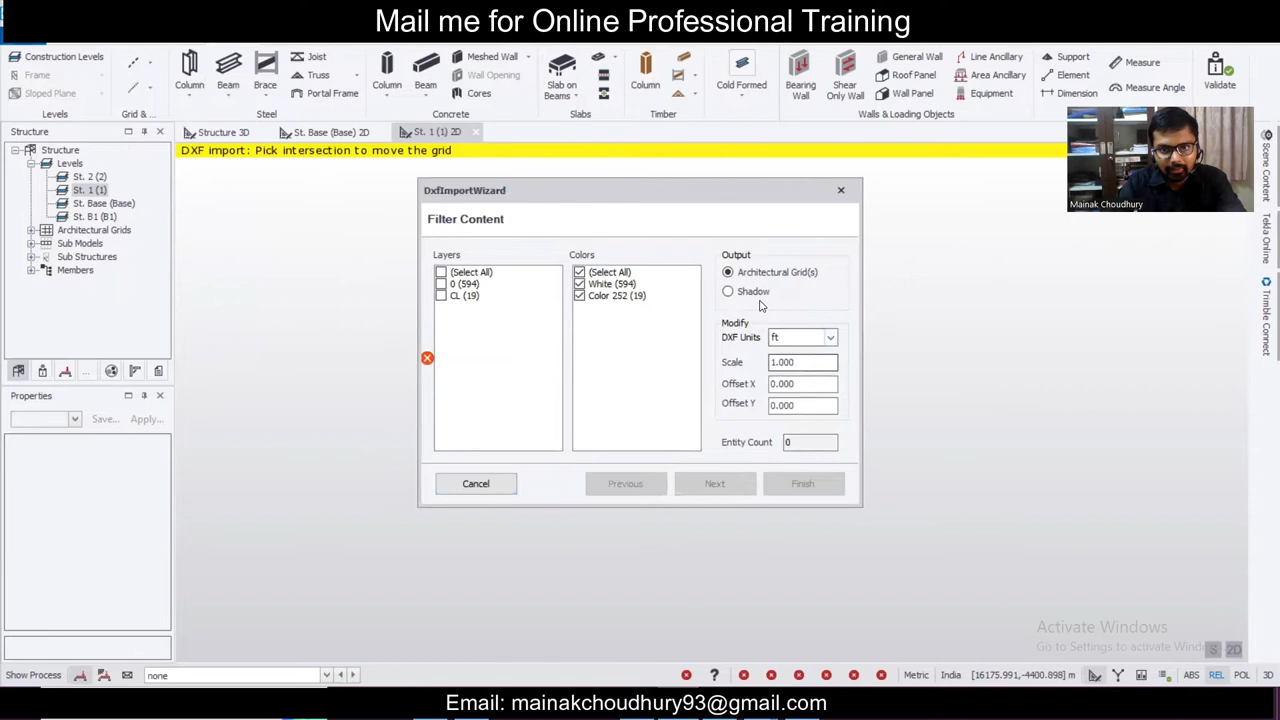 Mail me for Online Professional Training
Construction Levels
Frame
Sloped Plane
Levels
Grid & ...
Column
Beam
Brace
Joist
Truss
Portal Frame
Steel
Column
Beam
Meshed Wall
Wall Opening
Cores
Concrete
Slab on
Beams
Slabs
Column
Timber
Cold Formed
Bearing
Wall
Shear
Only Wall
General Wall
Roof Panel
Wall Panel
Line Ancillary
Area Ancillary
Equipment
Walls & Loading Objects
Support
Element
Dimension
Measure
Measure Angle
Validate
Structure
Structure 3D
St. Base (Base) 2D
St. 1 (1) 2D
DXF import: Pick intersection to move the grid
Structure
Levels
St. 2 (2)
St. 1 (1)
St. Base (Base)
St. B1 (B1)
Architectural Grids
Sub Models
Sub Structures
Members
...
Properties
Save...
Apply...
DxfImportWizard
Filter Content
Layers
(Select All)
0 (594)
CL (19)
Colors
(Select All)
White (594)
Color 252 (19)
Output
Architectural Grid(s)
Shadow
Modify
DXF Units
ft
Scale
1.000
Offset X
0.000
Offset Y
0.000
Entity Count
0
Cancel
Previous
Next
Finish
Mainak Choudhury
Scene Content
Tekla Online
Trimble Connect
Activate Windows
Go to Settings to activate Wind
S
2D
Show Process
none
Metric
India
[16175.991,-4400.898] m
ABS
REL
POL
3D
Email: mainakchoudhury93@gmail.com